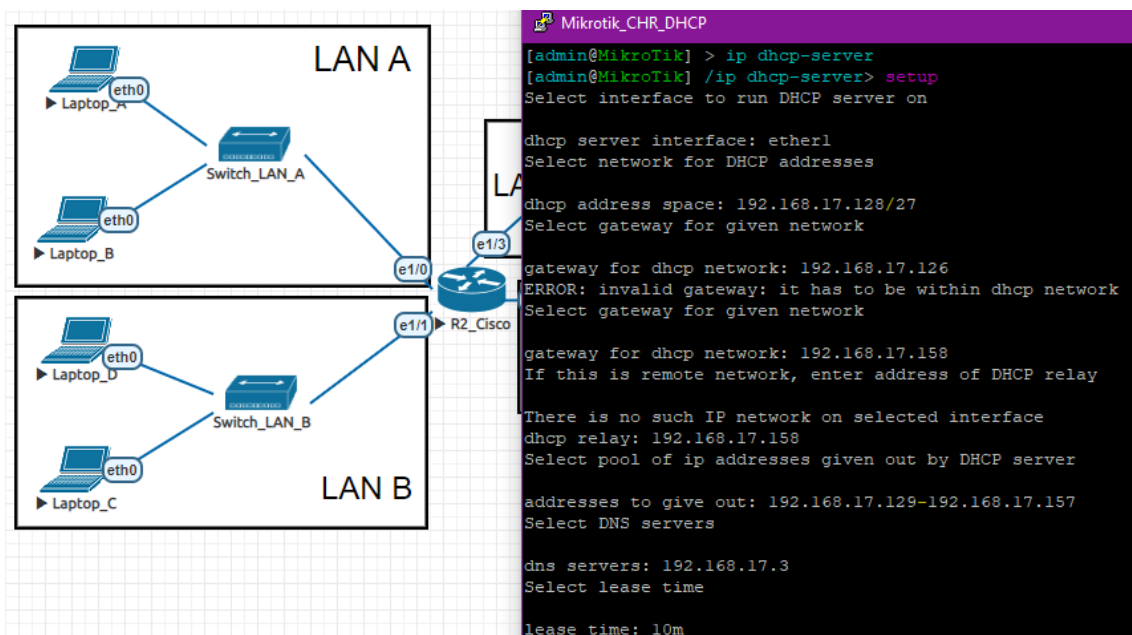 LAN A
eth0
Laptop_A
Switch_LAN_A
eth0
Laptop_B
e1/0
e1/3
R2_Cisco
e1/1
eth0
Laptop_D
Switch_LAN_B
eth0
Laptop_C
LAN B
Mikrotik_CHR_DHCP
[admin@MikroTik] > ip dhcp-server
[admin@MikroTik] /ip dhcp-server> setup
Select interface to run DHCP server on
dhcp server interface: ether1
Select network for DHCP addresses
dhcp address space: 192.168.17.128/27
Select gateway for given network
gateway for dhcp network: 192.168.17.126
ERROR: invalid gateway: it has to be within dhcp network
Select gateway for given network
gateway for dhcp network: 192.168.17.158
If this is remote network, enter address of DHCP relay
There is no such IP network on selected interface
dhcp relay: 192.168.17.158
Select pool of ip addresses given out by DHCP server
addresses to give out: 192.168.17.129-192.168.17.157
Select DNS servers
dns servers: 192.168.17.3
Select lease time
lease time: 10m